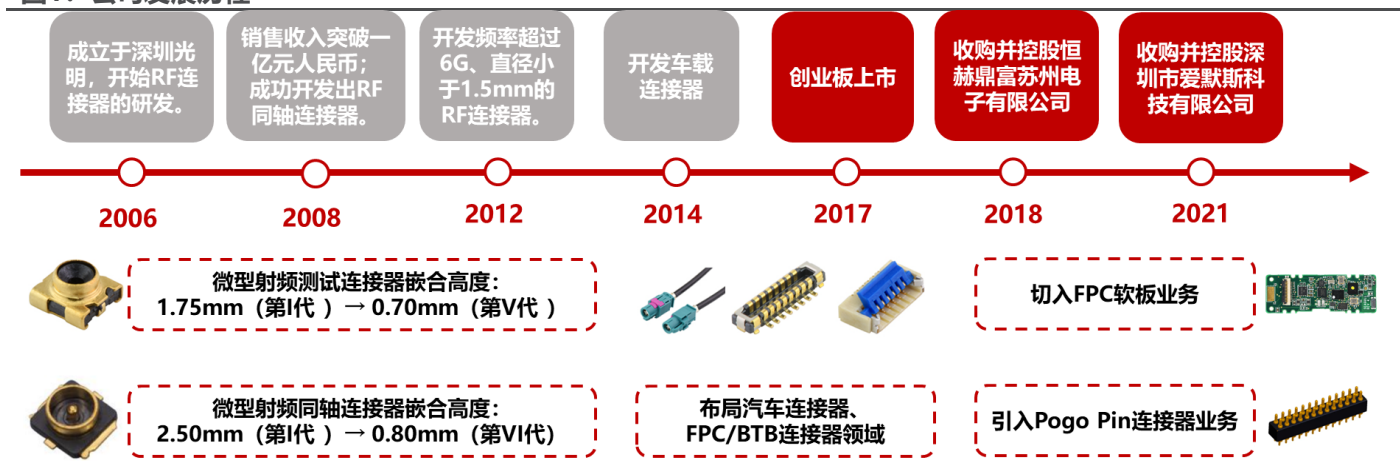 成立于深圳光
明，开始RF连
接器的研发。
销售收入突破一
亿元人民币；
成功开发出RF
同轴连接器。
开发频率超过
6G、直径小
于1.5mm的
RF连接器。
开发车载
连接器
创业板上市
收购并控股恒
赫鼎富苏州电
子有限公司
收购并控股深
圳市爱默斯科
技有限公司
2006
2008
2012
2014
2017
2018
2021
微型射频测试连接器嵌合高度：
1.75mm（第I代 ）→ 0.70mm（第V代 ）
切入FPC软板业务
微型射频同轴连接器嵌合高度：
2.50mm（第I代 ）→ 0.80mm（第VI代）
布局汽车连接器、
FPC/BTB连接器领域
引入Pogo Pin连接器业务